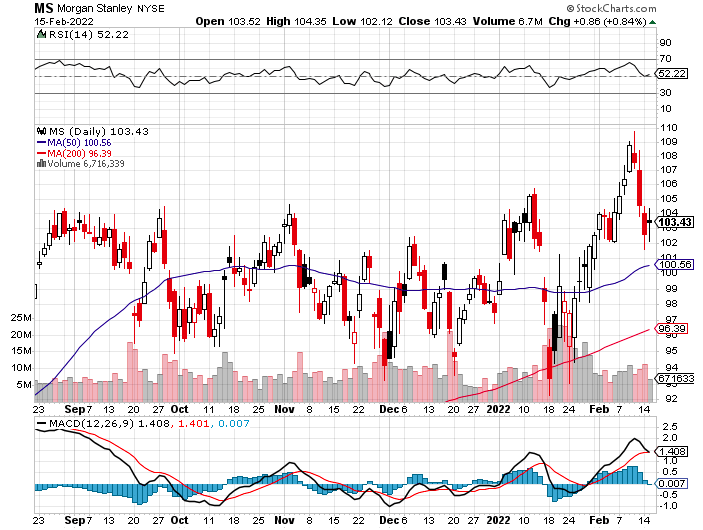 MS Morgan Stanley NYSE
© StockCharts.com
15-Feb-2022
Open 103.52 High 104.35 Low 102.12 Close 103.43 Volume 6.7M Chg +0.86 (+0.84%)
RSI(14) 52.22
90
70
52.22
30
10
MS (Daily) 103.43
MA(50) 100.56
MA(200) 96.39
Volume 6,716,339
110
109
108
107
106
105
104
103.43
102
101
100.56
100
99
98
97
96.39
95
94
93
92
25M
20M
15M
10M
5M
6716339
23 Sep 7 13 20 27 Oct 11 18 25 Nov 8 15 22 Dec 6 13 20 27 2022 10 18 24 Feb 7 14
MACD(12,26,9) 1.408, 1.401, 0.007
2.5
2.0
1.408
1.0
0.5
0.007
-0.5
-1.0
23 Sep 7 13 20 27 Oct 11 18 25 Nov 8 15 22 Dec 6 13 20 27 2022 10 18 24 Feb 7 14